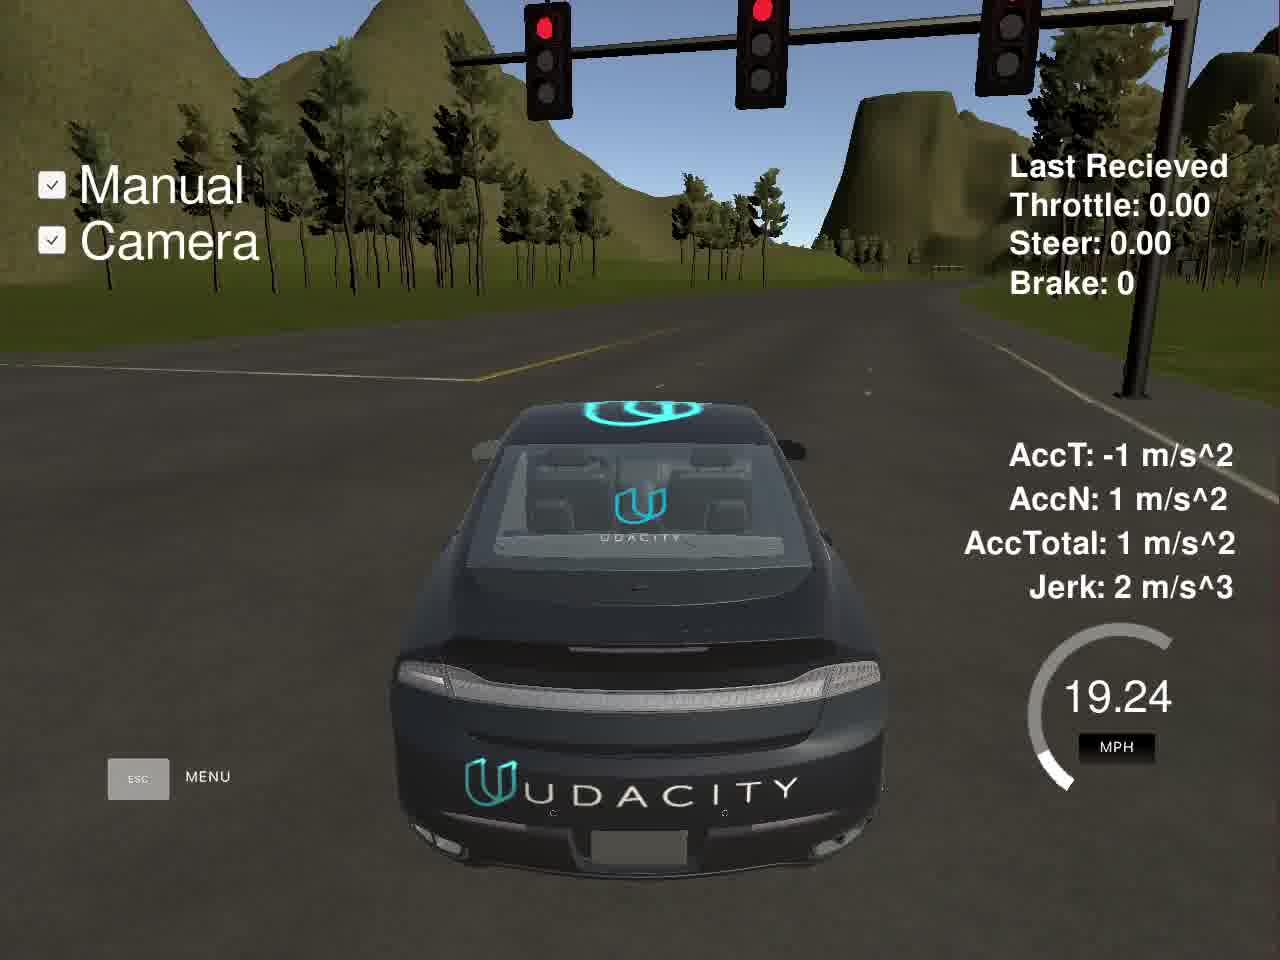 Manual
Camera
Last Recieved
Throttle: 0.00
Steer: 0.00
Brake: 0
AccT: -1 m/s^2
AccN: 1 m/s^2
AccTotal: 1 m/s^2
Jerk: 2 m/s^3
19.24
MPH
UDACITY
ESC
MENU
UDACITY